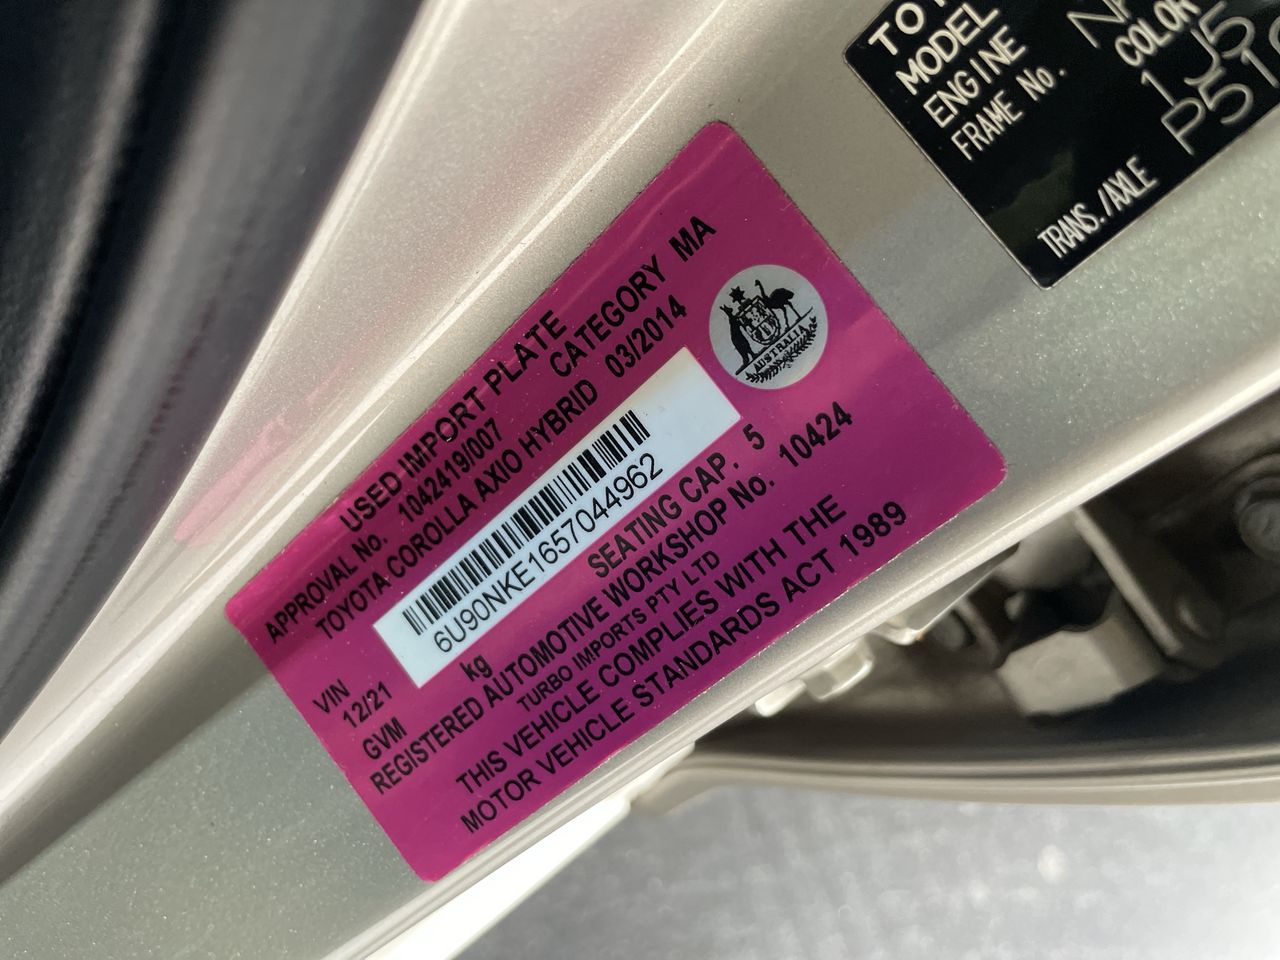 USED IMPORT PLATE
APPROVAL No. 1042419/007 CATEGORY MA
TOYOTA COROLLA AXIO HYBRID 03/2014
AUSTRALIA
VIN 6U90NKE1657044962
12/21
GVM kg SEATING CAP. 5
REGISTERED AUTOMOTIVE WORKSHOP No. 10424
TURBO IMPORTS PTY LTD
THIS VEHICLE COMPLIES WITH THE
MOTOR VEHICLE STANDARDS ACT 1989
MODEL
ENGINE
FRAME No.
COLOR
1J5
TRANS./AXLE